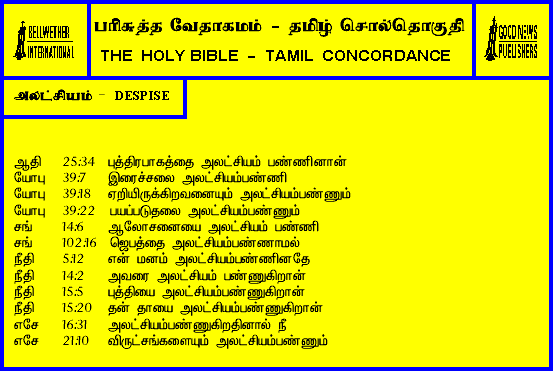 BELLWETHER
INTERNATIONAL
பரிசுத்த வேதாகமம் - தமிழ் சொல்தொகுதி
THE HOLY BIBLE - TAMIL CONCORDANCE
GOOD NEWS
PUBLISHERS
அலட்சியம் - DESPISE
ஆதி 25:34 புத்திரபாகத்தை அலட்சியம் பண்ணினான்
யோபு 39:7 இரைச்சலை அலட்சியம்பண்ணி
யோபு 39:18 ஏறியிருக்கிறவனையும் அலட்சியம்பண்ணும்
யோபு 39:22 பயப்படுதலை அலட்சியம்பண்ணும்
சங் 14:6 ஆலோசனையை அலட்சியம் பண்ணி
சங் 102:16 ஜெபத்தை அலட்சியம்பண்ணாமல்
நீதி 5:12 என் மனம் அலட்சியம்பண்ணினதே
நீதி 14:2 அவரை அலட்சியம் பண்ணுகிறான்
நீதி 15:5 புத்தியை அலட்சியம்பண்ணுகிறான்
நீதி 15:20 தன் தாயை அலட்சியம்பண்ணுகிறான்
எசே 16:31 அலட்சியம்பண்ணுகிறதினால் நீ
எசே 21:10 விருட்சங்களையும் அலட்சியம்பண்ணும்